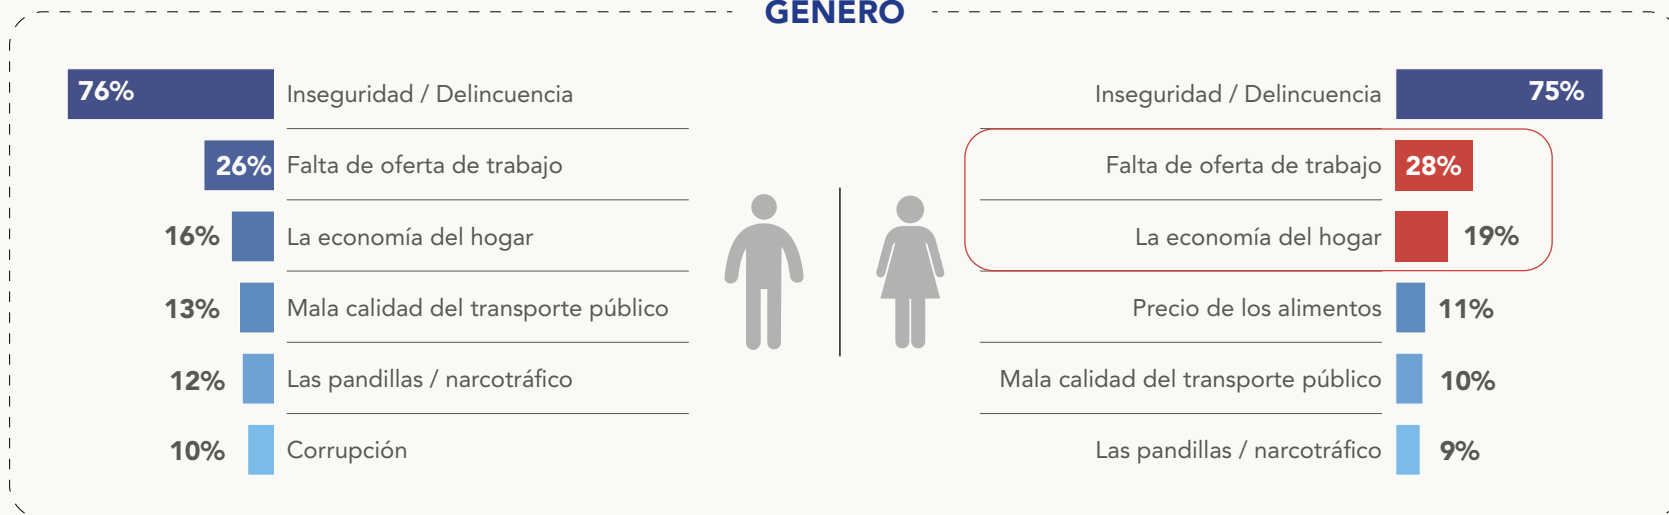 GÉNERO
76% Inseguridad / Delincuencia
26% Falta de oferta de trabajo
16% La economía del hogar
13% Mala calidad del transporte público
12% Las pandillas / narcotráfico
10% Corrupción
Inseguridad / Delincuencia 75%
Falta de oferta de trabajo 28%
La economía del hogar 19%
Precio de los alimentos 11%
Mala calidad del transporte público 10%
Las pandillas / narcotráfico 9%